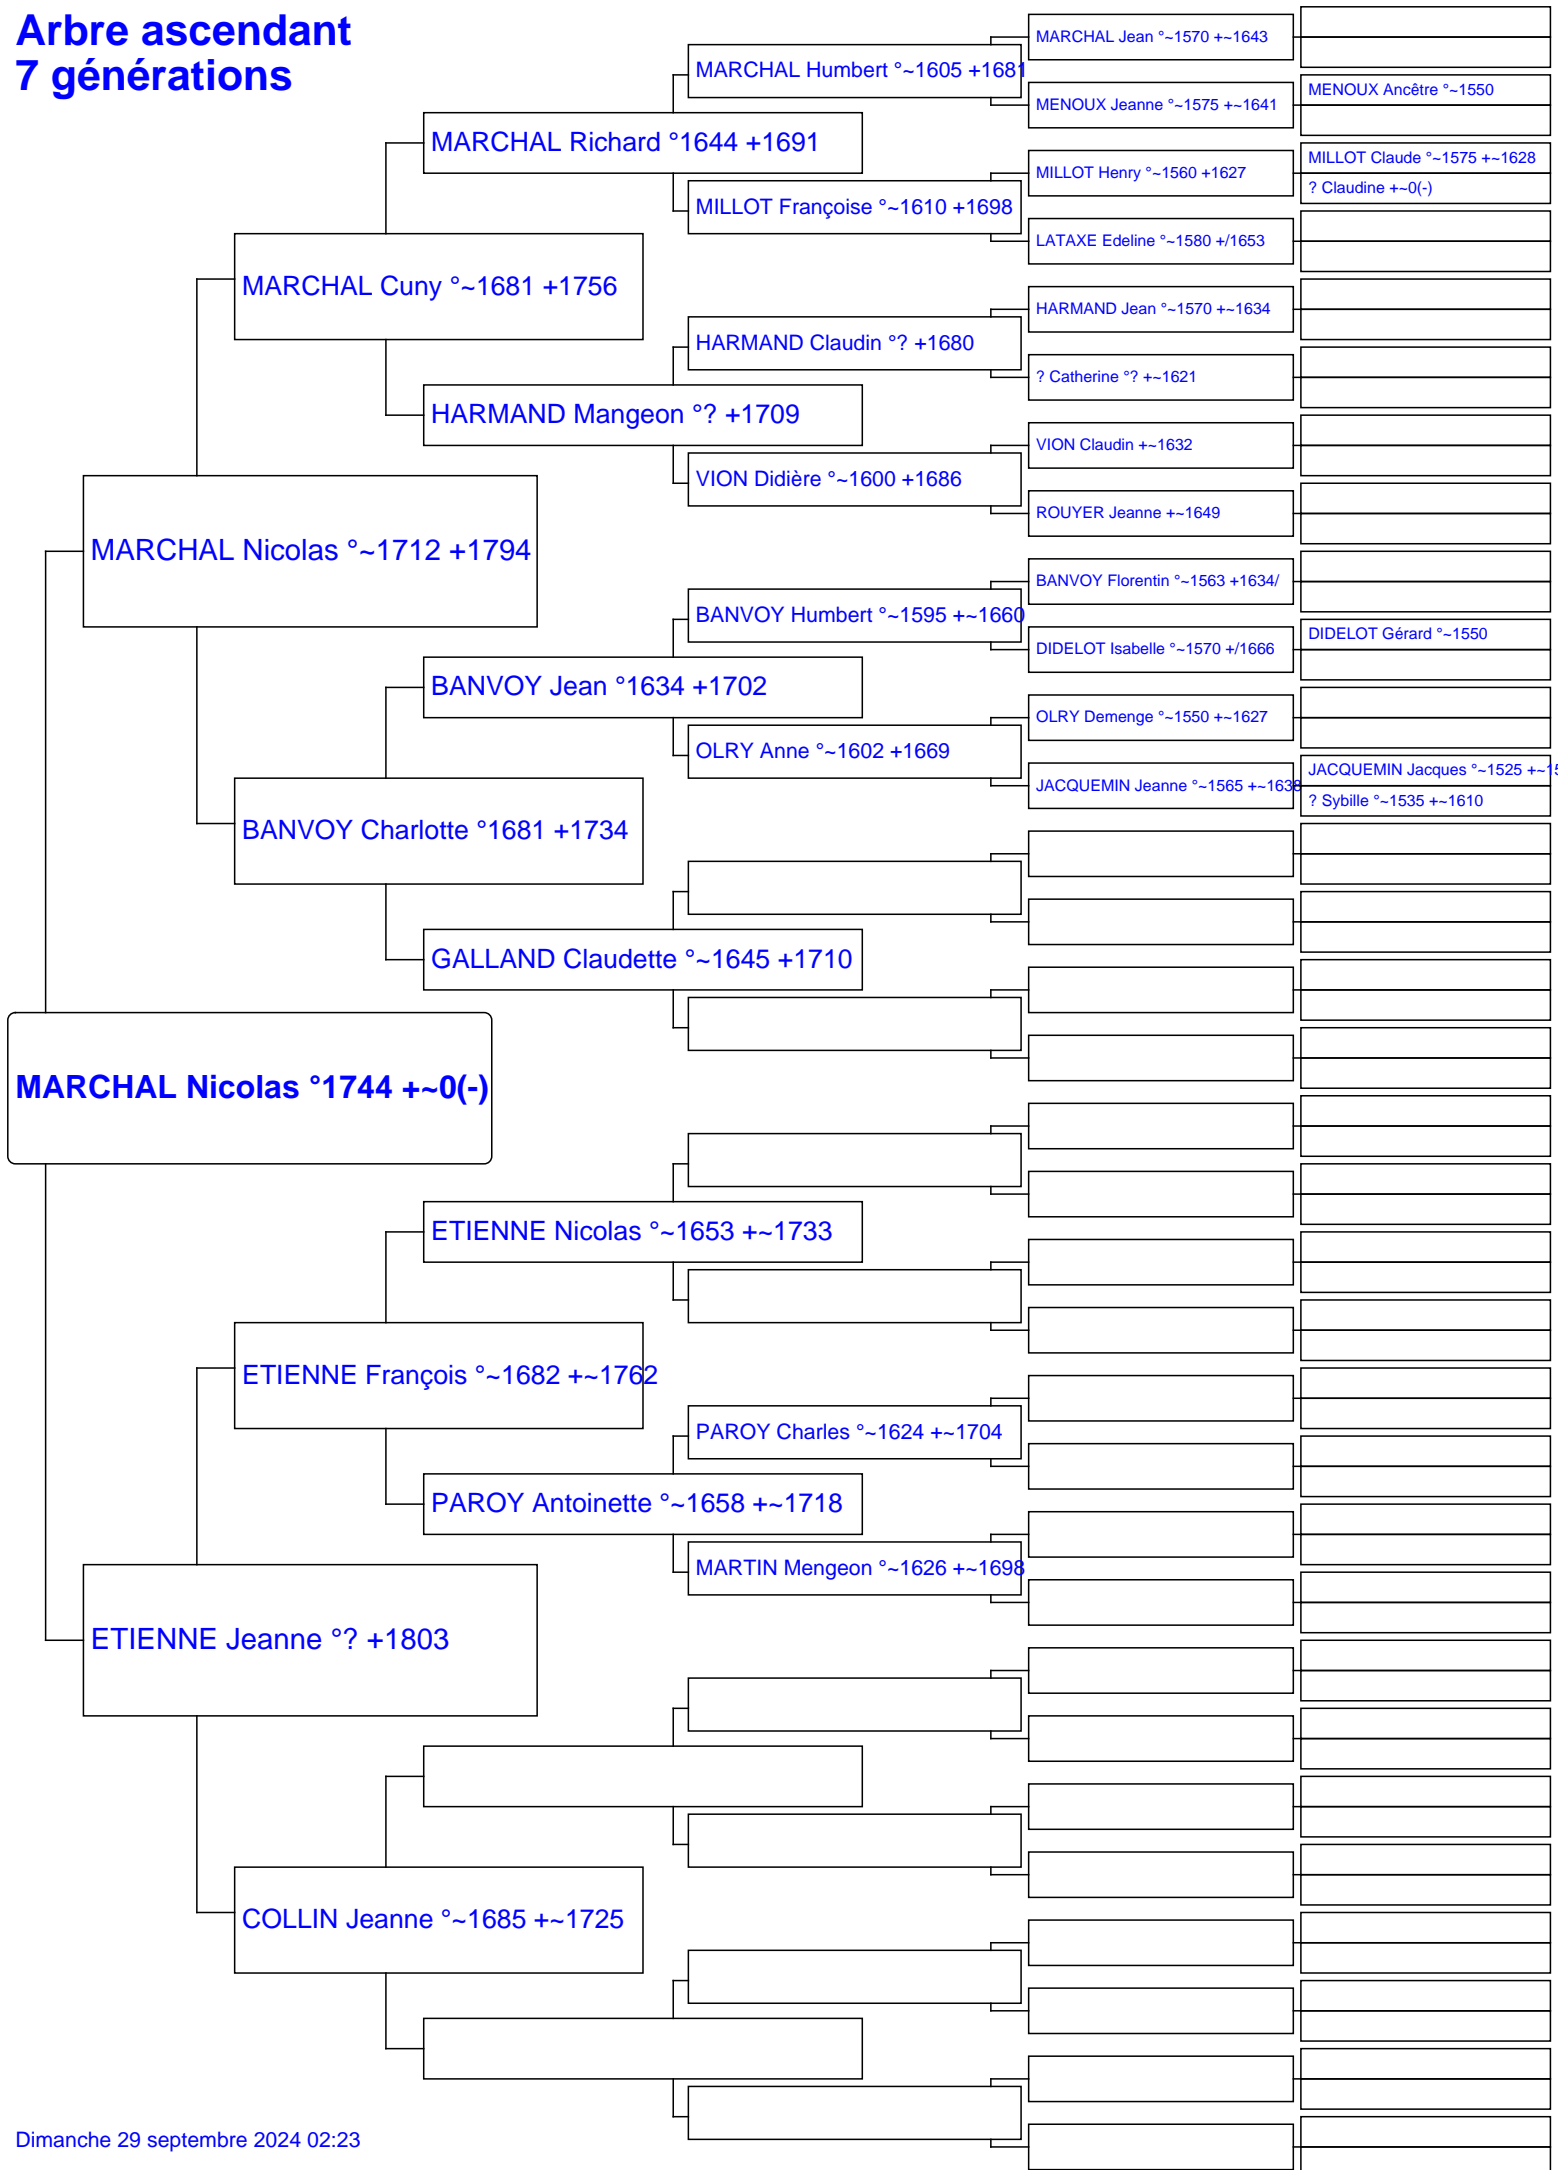 Arbre ascendant
7 générations
MARCHAL Jean °~1570 +~1643
MARCHAL Humbert °~1605 +1681
MENOUX Ancêtre °~1550
MENOUX Jeanne °~1575 +~1641
MARCHAL Richard °1644 +1691
MILLOT Claude °~1575 +~1628
MILLOT Henry °~1560 +1627
? Claudine +~0(-)
MILLOT Françoise °~1610 +1698
LATAXE Edeline °~1580 +/1653
MARCHAL Cuny °~1681 +1756
HARMAND Jean °~1570 +~1634
HARMAND Claudin °? +1680
? Catherine °? +~1621
HARMAND Mangeon °? +1709
VION Claudin +~1632
VION Didière °~1600 +1686
ROUYER Jeanne +~1649
MARCHAL Nicolas °~1712 +1794
BANVOY Florentin °~1563 +1634/
BANVOY Humbert °~1595 +~1660
DIDELOT Gérard °~1550
DIDELOT Isabelle °~1570 +/1666
BANVOY Jean °1634 +1702
OLRY Demenge °~1550 +~1627
OLRY Anne °~1602 +1669
JACQUEMIN Jacques °~1525 +~15
JACQUEMIN Jeanne °~1565 +~1638
? Sybille °~1535 +~1610
BANVOY Charlotte °1681 +1734
GALLAND Claudette °~1645 +1710
MARCHAL Nicolas °1744 +~0(-)
ETIENNE Nicolas °~1653 +~1733
ETIENNE François °~1682 +~1762
PAROY Charles °~1624 +~1704
PAROY Antoinette °~1658 +~1718
MARTIN Mengeon °~1626 +~1698
ETIENNE Jeanne °? +1803
COLLIN Jeanne °~1685 +~1725
Dimanche 29 septembre 2024 02:23